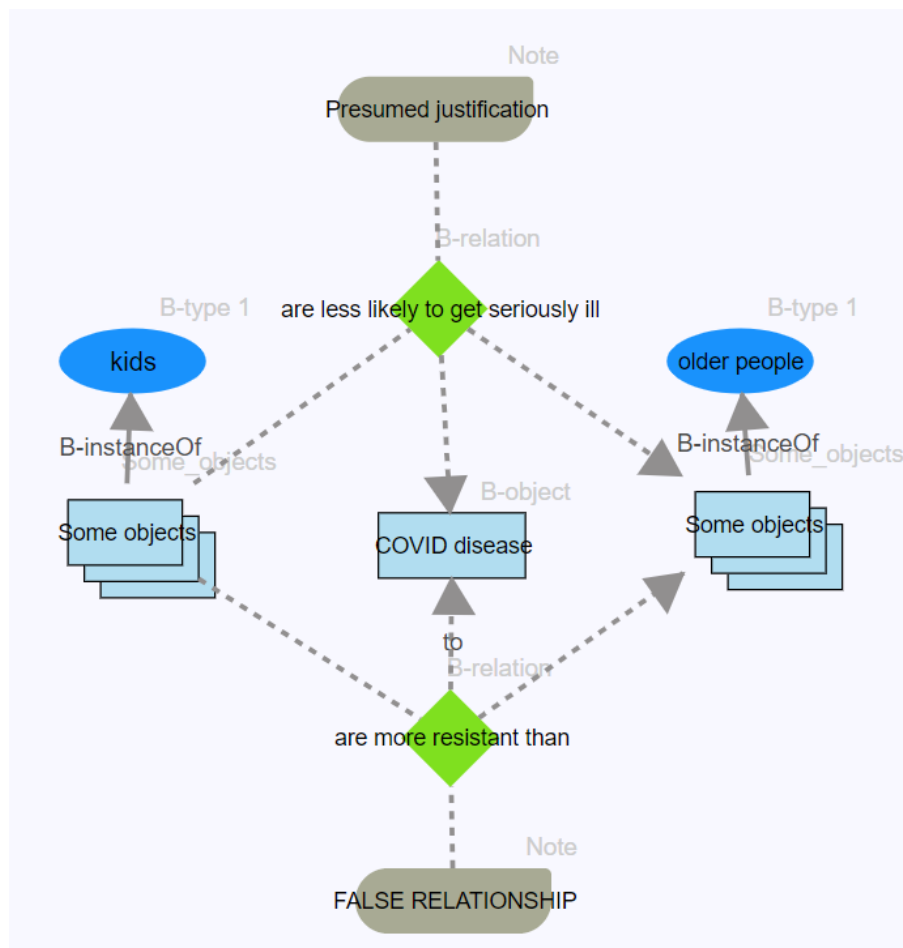 Note
Presumed justification
B-relation
are less likely to get seriously ill
B-type 1
kids
B-type 1
older people
B-instanceOf
Some_objects
B-instanceOf
Some_objects
Some objects
B-object
COVID disease
Some objects
to
B-relation
are more resistant than
Note
FALSE RELATIONSHIP